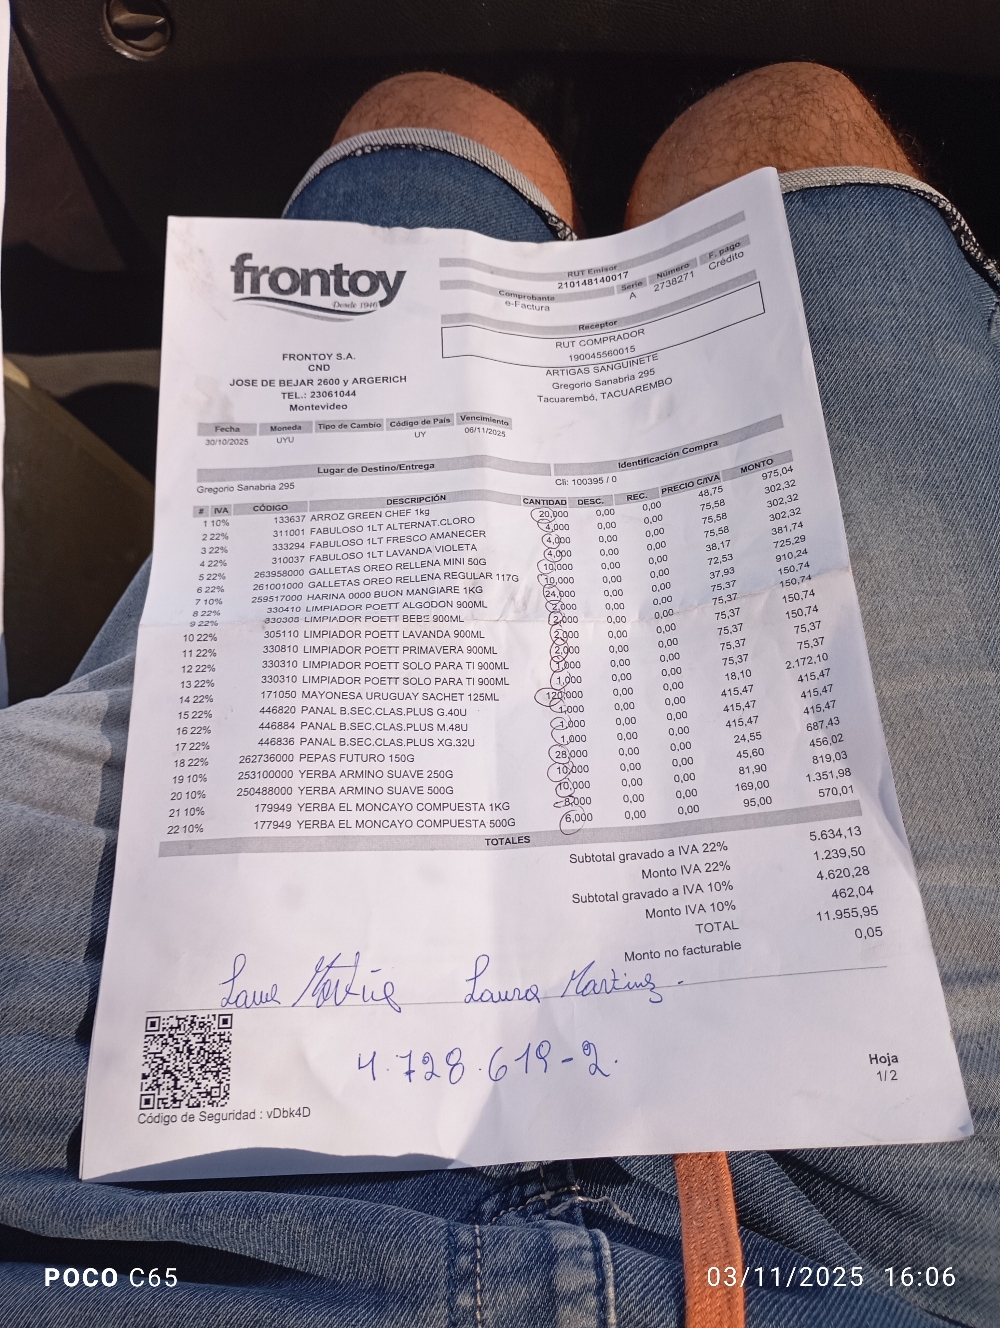 frontoy
Desde 1946
RUT Emisor
210148140017
Comprobante Serie Número F. pago
e-Factura A 2738271 Crédito
Receptor
RUT COMPRADOR
190045560015
ARTIGAS SANGUINETE
Gregorio Sanabria 295
Tacuarembó, TACUAREMBO
FRONTOY S.A.
CND
JOSE DE BEJAR 2600 y ARGERICH
TEL.: 23061044
Montevideo
Fecha Moneda Tipo de Cambio Código de País Vencimiento
30/10/2025 UYU UY 06/11/2025
Lugar de Destino/Entrega Identificación Compra
Gregorio Sanabria 295 Cli: 100395 / 0
# IVA CÓDIGO DESCRIPCIÓN CANTIDAD DESC. REC. PRECIO C/IVA MONTO
1 10% 133637 ARROZ GREEN CHEF 1kg 20,000 0,00 0,00 48,75 975,04
2 22% 311001 FABULOSO 1LT ALTERNAT.CLORO 4,000 0,00 0,00 75,58 302,32
3 22% 333294 FABULOSO 1LT FRESCO AMANECER 4,000 0,00 0,00 75,58 302,32
4 22% 310037 FABULOSO 1LT LAVANDA VIOLETA 4,000 0,00 0,00 75,58 302,32
5 22% 263958000 GALLETAS OREO RELLENA MINI 50G 10,000 0,00 0,00 38,17 381,74
6 22% 261001000 GALLETAS OREO RELLENA REGULAR 117G 10,000 0,00 0,00 72,53 725,29
7 10% 259517000 HARINA 0000 BUON MANGIARE 1KG 24,000 0,00 0,00 37,93 910,24
8 22% 330410 LIMPIADOR POETT ALGODON 900ML 2,000 0,00 0,00 75,37 150,74
9 22% 330303 LIMPIADOR POETT BEBE 900ML 2,000 0,00 0,00 75,37 150,74
10 22% 305110 LIMPIADOR POETT LAVANDA 900ML 2,000 0,00 0,00 75,37 150,74
11 22% 330810 LIMPIADOR POETT PRIMAVERA 900ML 2,000 0,00 0,00 75,37 150,74
12 22% 330310 LIMPIADOR POETT SOLO PARA TI 900ML 1,000 0,00 0,00 75,37 75,37
13 22% 330310 LIMPIADOR POETT SOLO PARA TI 900ML 1,000 0,00 0,00 75,37 75,37
14 22% 171050 MAYONESA URUGUAY SACHET 125ML 120,000 0,00 0,00 18,10 2.172,10
15 22% 446820 PANAL B.SEC.CLAS.PLUS G.40U 1,000 0,00 0,00 415,47 415,47
16 22% 446884 PANAL B.SEC.CLAS.PLUS M.48U 1,000 0,00 0,00 415,47 415,47
17 22% 446836 PANAL B.SEC.CLAS.PLUS XG.32U 1,000 0,00 0,00 415,47 415,47
18 22% 262736000 PEPAS FUTURO 150G 28,000 0,00 0,00 24,55 687,43
19 10% 253100000 YERBA ARMINO SUAVE 250G 10,000 0,00 0,00 45,60 456,02
20 10% 250488000 YERBA ARMINO SUAVE 500G 10,000 0,00 0,00 81,90 819,03
21 10% 179949 YERBA EL MONCAYO COMPUESTA 1KG 8,000 0,00 0,00 169,00 1.351,98
22 10% 177949 YERBA EL MONCAYO COMPUESTA 500G 6,000 0,00 0,00 95,00 570,01
TOTALES
Subtotal gravado a IVA 22% 5.634,13
Monto IVA 22% 1.239,50
Subtotal gravado a IVA 10% 4.620,28
Monto IVA 10% 462,04
TOTAL 11.955,95
Monto no facturable 0,05
Laura Martinz.
4.728.619-2.
Código de Seguridad : vDbk4D
Hoja
1/2
POCO C65
03/11/2025 16:06